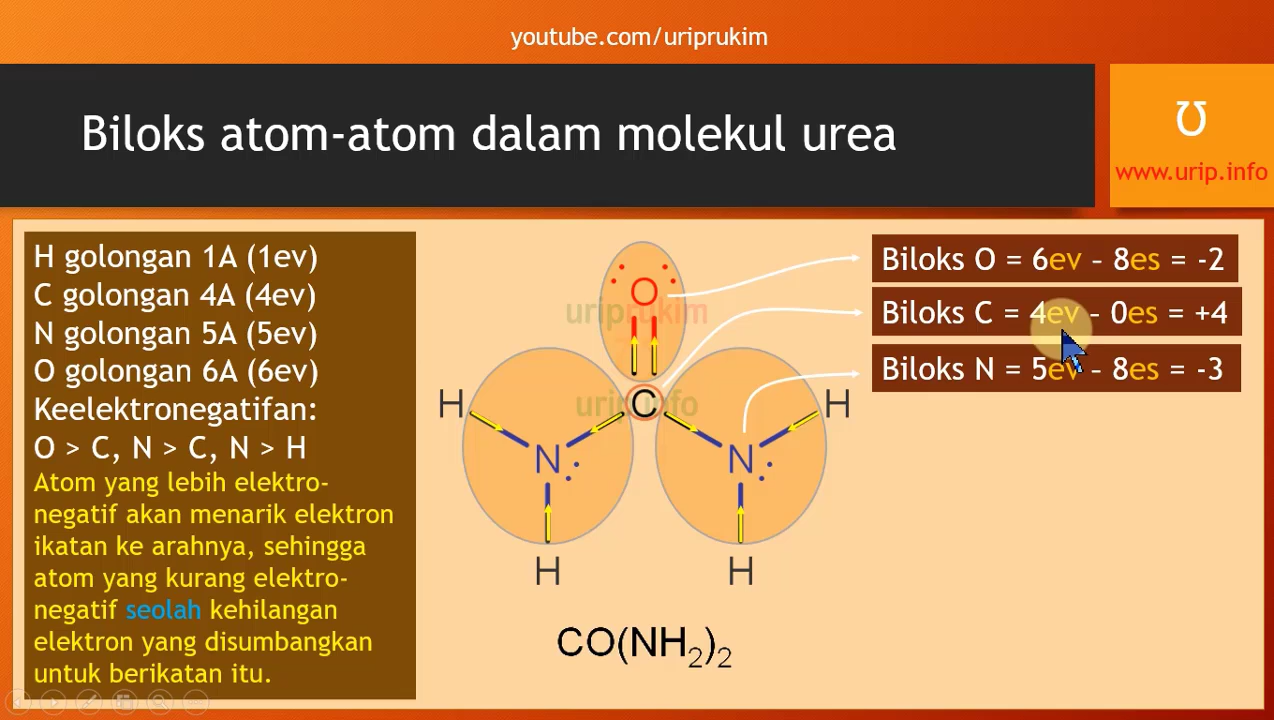 youtube.com/uriprukim
Biloks atom-atom dalam molekul urea
Ʊ
www.urip.info
H golongan 1A (1ev)
C golongan 4A (4ev)
N golongan 5A (5ev)
O golongan 6A (6ev)
Keelektronegatifan:
O > C, N > C, N > H
Atom yang lebih elektro-
negatif akan menarik elektron
ikatan ke arahnya, sehingga
atom yang kurang elektro-
negatif seolah kehilangan
elektron yang disumbangkan
untuk berikatan itu.
O
uriprukim
H C H
urip.info
N N
H H
CO(NH₂)₂
Biloks O = 6ev – 8es = -2
Biloks C = 4ev – 0es = +4
Biloks N = 5ev – 8es = -3